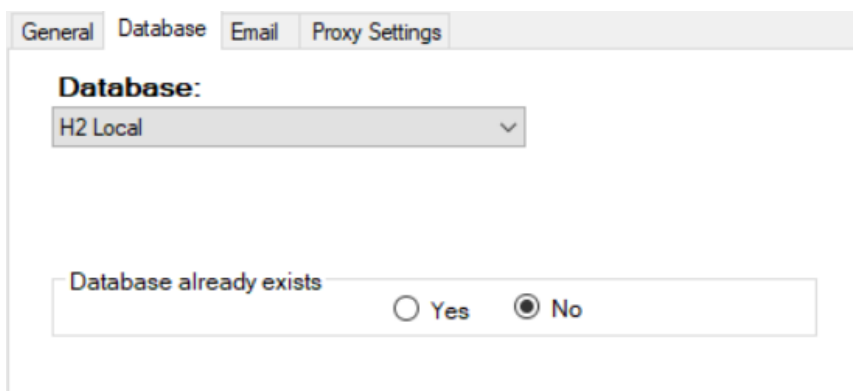 General Database Email Proxy Settings
Database:
H2 Local
Database already exists
Yes No